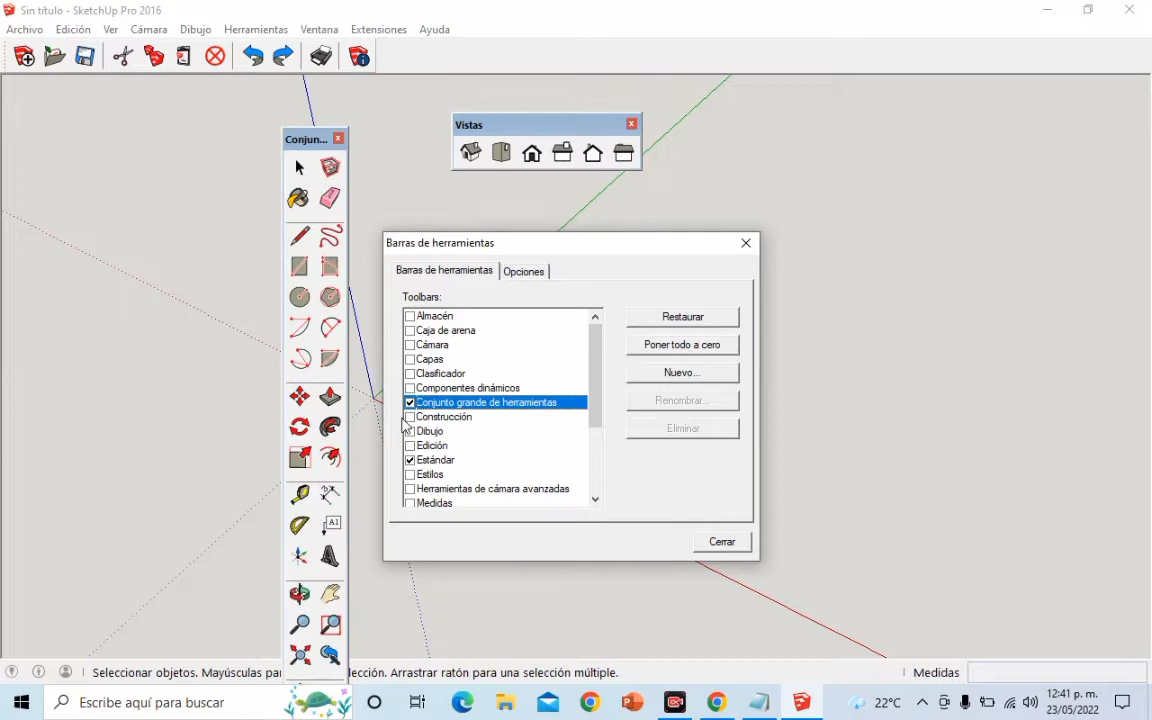 Sin título - SketchUp Pro 2016
Archivo Edición Ver Cámara Dibujo Herramientas Ventana Extensiones Ayuda
Vistas
Conjun...
Barras de herramientas
Barras de herramientas Opciones
Toolbars:
Almacén
Caja de arena
Cámara
Capas
Clasificador
Componentes dinámicos
Conjunto grande de herramientas
Construcción
Dibujo
Edición
Estándar
Estilos
Herramientas de cámara avanzadas
Medidas
Restaurar
Poner todo a cero
Nuevo...
Renombrar...
Eliminar
Cerrar
A1
Seleccionar objetos. Mayúsculas pa lección. Arrastrar ratón para una selección múltiple.
Medidas
Escribe aquí para buscar
22°C
12:41 p. m.
23/05/2022